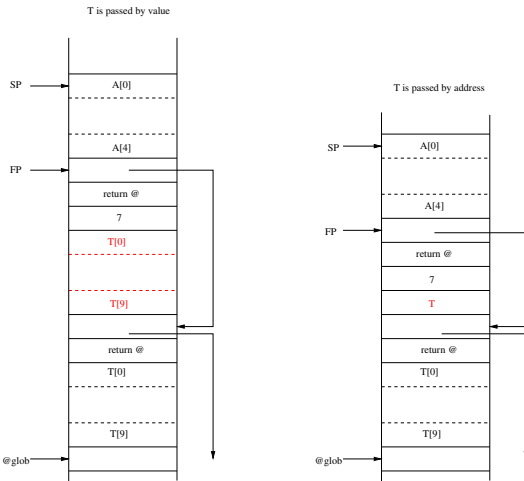 T is passed by value
SP
A[0]
A[4]
FP
return @
7
T[0]
T[9]
return @
T[0]
T[9]
@glob
T is passed by address
SP
A[0]
A[4]
FP
return @
7
T
return @
T[0]
T[9]
@glob